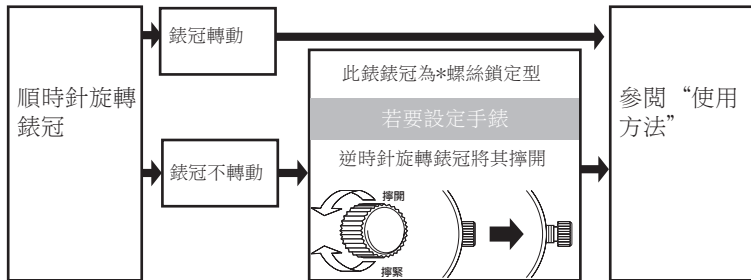 順時針旋轉
錶冠
錶冠轉動
錶冠不轉動
此錶錶冠為*螺絲鎖定型
若要設定手錶
逆時針旋轉錶冠將其擰開
擰開
擰緊
參閱“使用
方法”